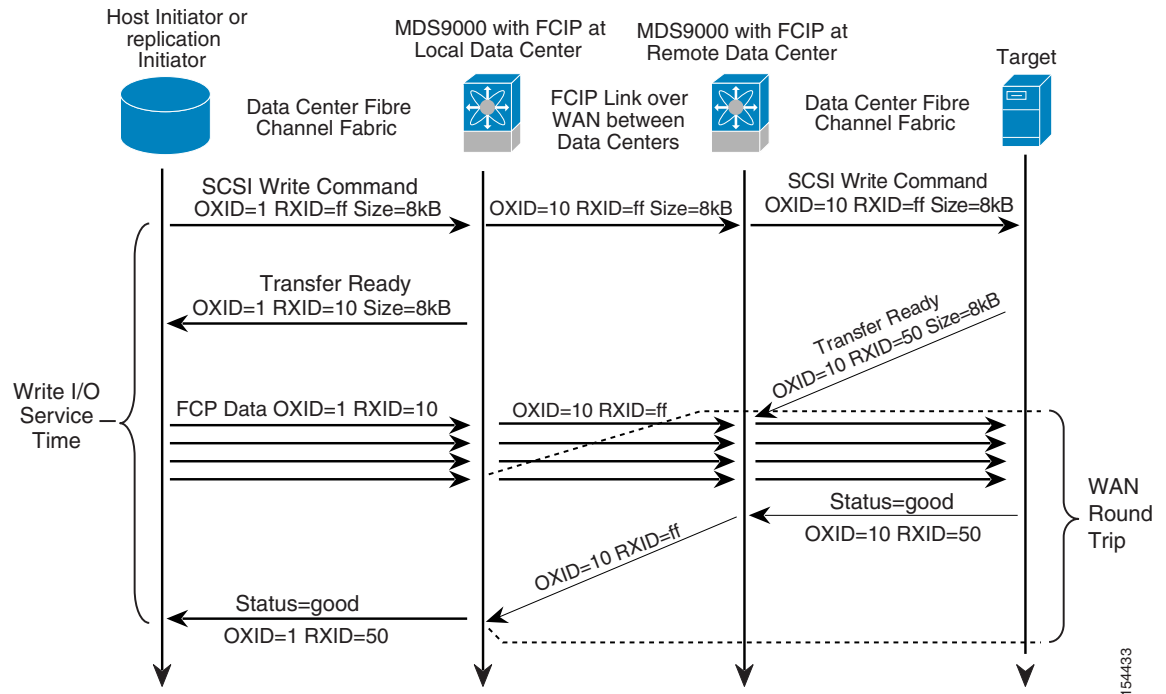 Host Initiator or
replication
Initiator
MDS9000 with FCIP at
Local Data Center
MDS9000 with FCIP at
Remote Data Center
Target
Data Center Fibre
Channel Fabric
FCIP Link over
WAN between
Data Centers
Data Center Fibre
Channel Fabric
SCSI Write Command
OXID=1 RXID=ff Size=8kB
OXID=10 RXID=ff Size=8kB
SCSI Write Command
OXID=10 RXID=ff Size=8kB
Transfer Ready
OXID=1 RXID=10 Size=8kB
Transfer Ready
OXID=10 RXID=50 Size=8kB
Write I/O
Service
Time
FCP Data OXID=1 RXID=10
OXID=10 RXID=ff
Status=good
OXID=10 RXID=50
WAN
Round
Trip
OXID=10 RXID=ff
Status=good
OXID=1 RXID=50
154433